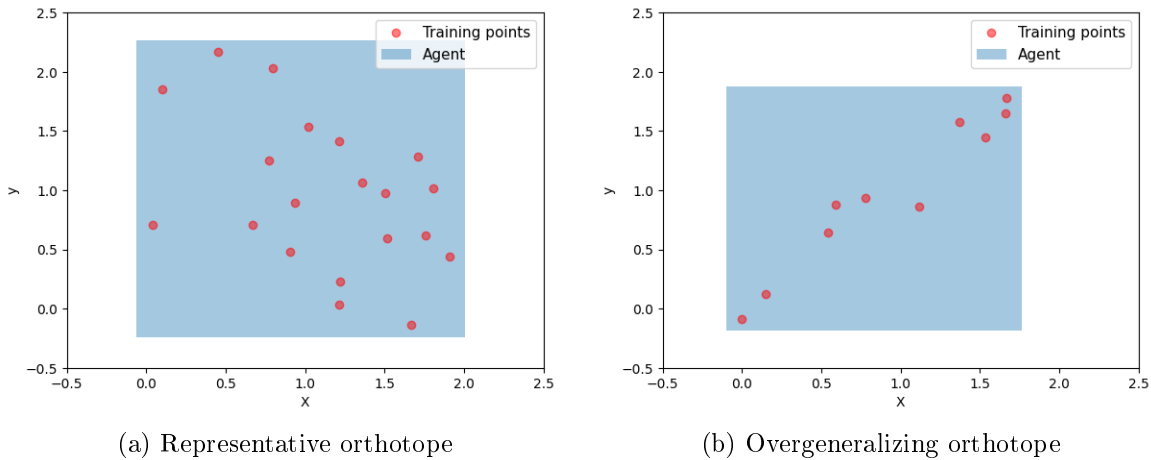 2.5
2.0
1.5
1.0
0.5
0.0
−0.5
y
Training points
Agent
−0.5 0.0 0.5 1.0 1.5 2.0 2.5
X
(a) Representative orthotope
2.5
2.0
1.5
1.0
0.5
0.0
−0.5
y
Training points
Agent
−0.5 0.0 0.5 1.0 1.5 2.0 2.5
X
(b) Overgeneralizing orthotope